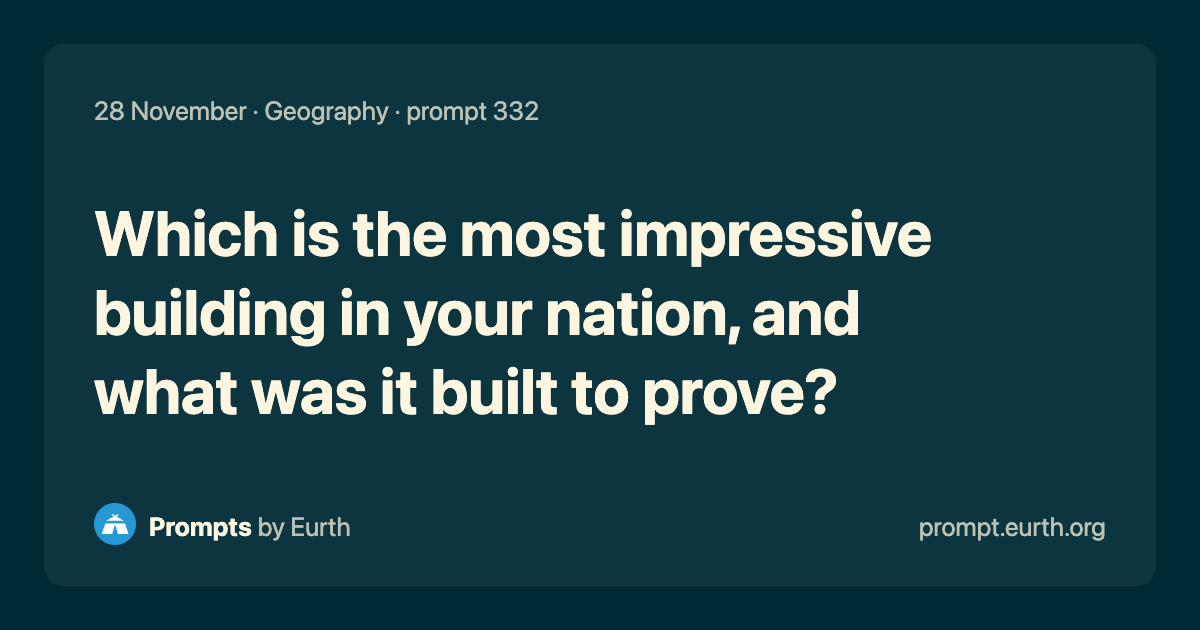 28 November · Geography · prompt 332
Which is the most impressive
building in your nation, and
what was it built to prove?
Prompts by Eurth
prompt.eurth.org